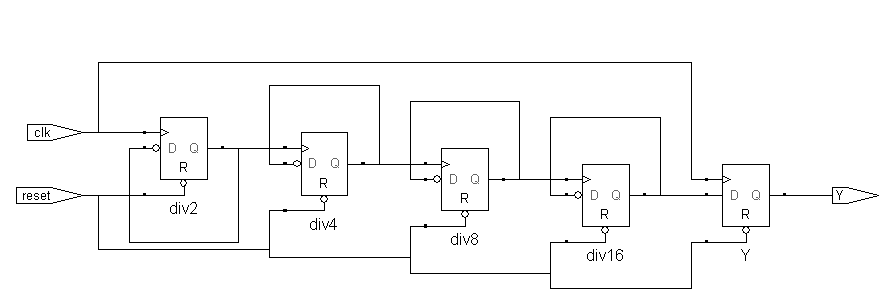 clk
D Q
R
div2
reset
D Q
R
div4
D Q
R
div8
D Q
R
div16
D Q
R
Y
Y